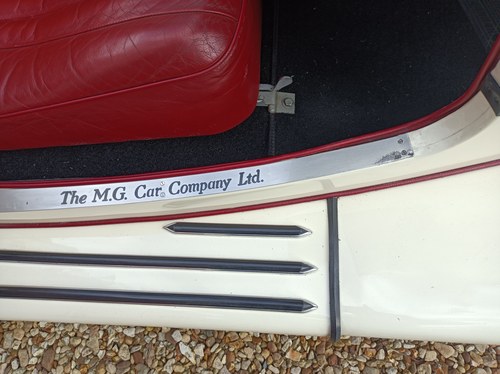 The M.G. Car Company Ltd.